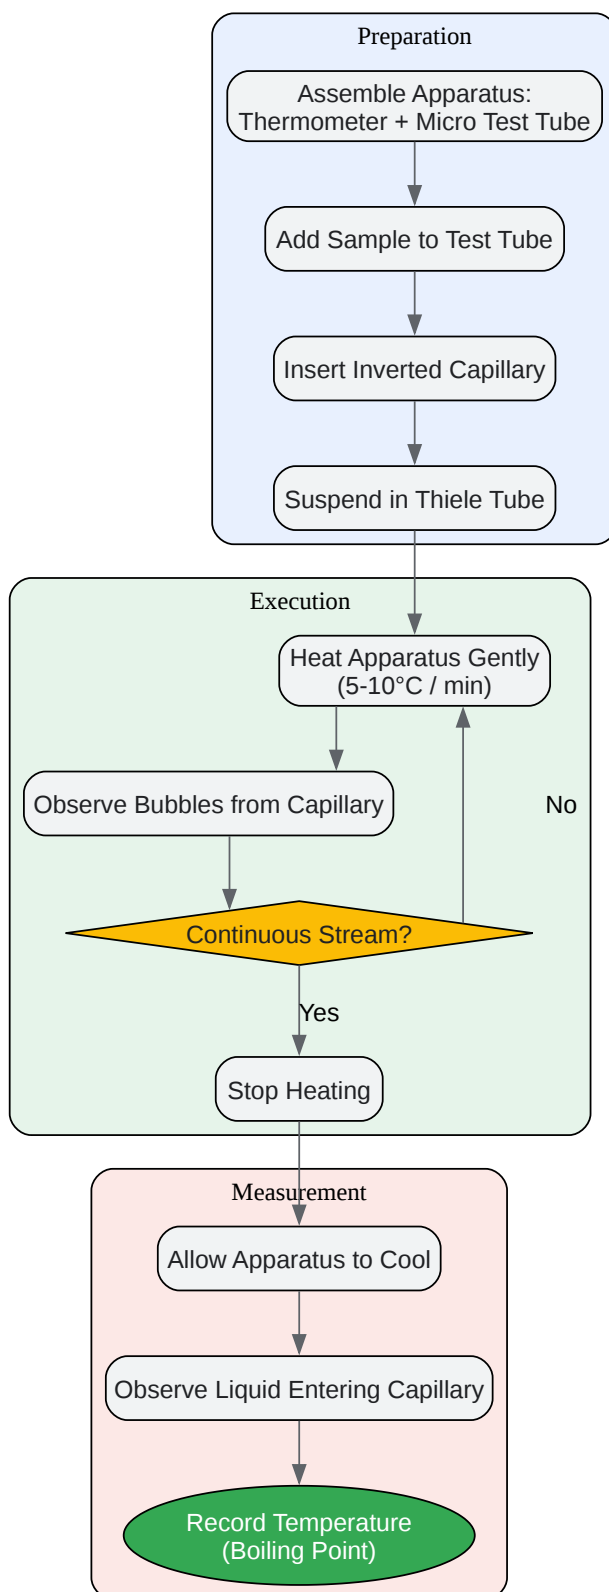 Preparation
Assemble Apparatus:
Thermometer + Micro Test Tube
Add Sample to Test Tube
Insert Inverted Capillary
Suspend in Thiele Tube
Execution
Heat Apparatus Gently
(5-10°C / min)
Observe Bubbles from Capillary
No
Continuous Stream?
Yes
Stop Heating
Measurement
Allow Apparatus to Cool
Observe Liquid Entering Capillary
Record Temperature
(Boiling Point)